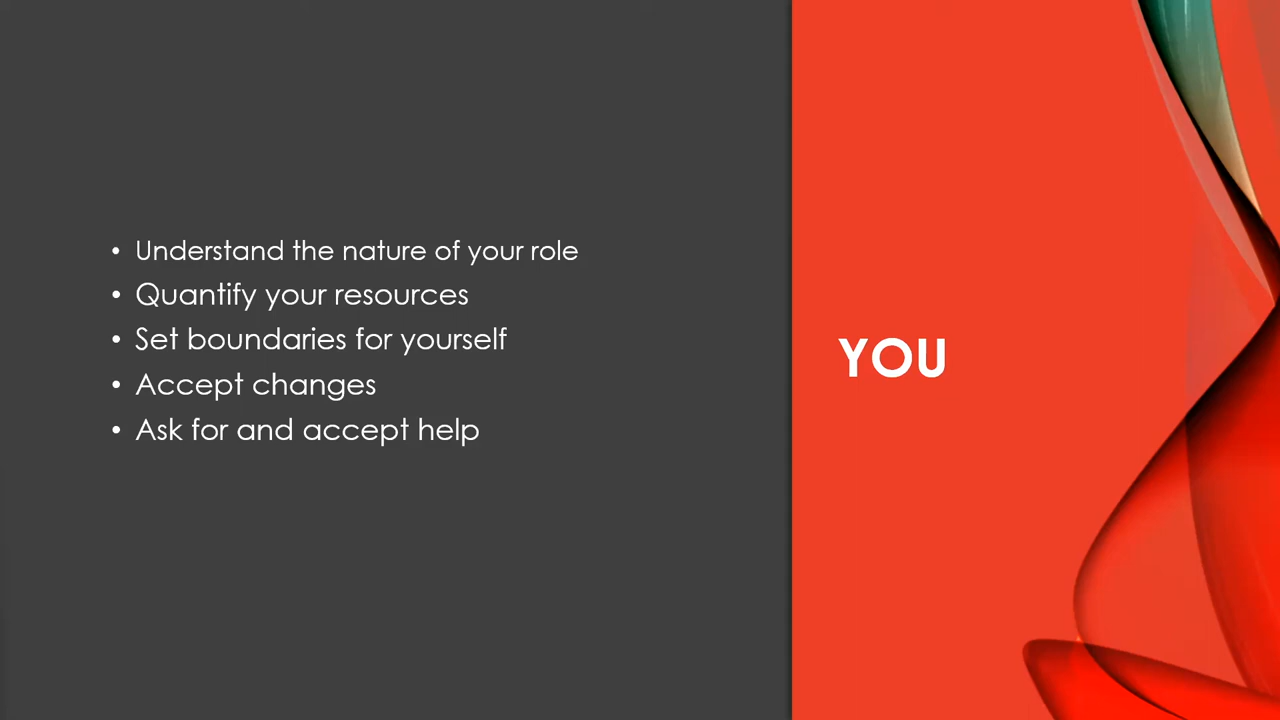 • Understand the nature of your role
• Quantify your resources
• Set boundaries for yourself
• Accept changes
• Ask for and accept help
YOU